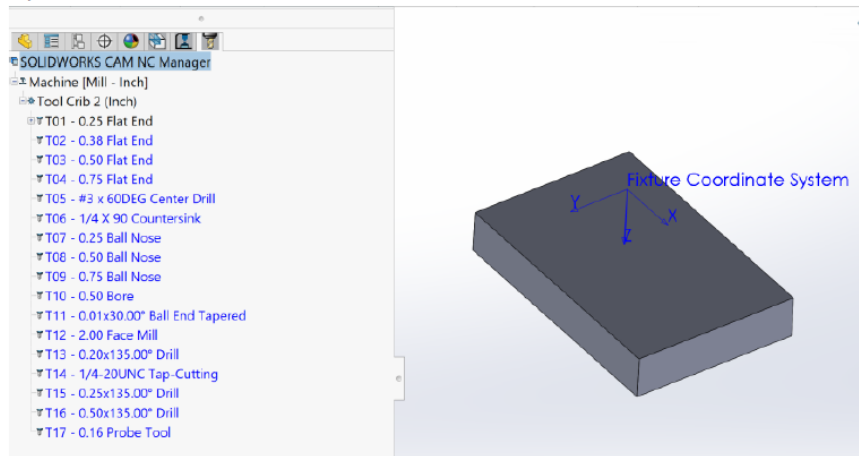 SOLIDWORKS CAM NC Manager
Machine [Mill - Inch]
Tool Crib 2 (Inch)
T01 - 0.25 Flat End
T02 - 0.38 Flat End
T03 - 0.50 Flat End
T04 - 0.75 Flat End
T05 - #3 x 60DEG Center Drill
T06 - 1/4 X 90 Countersink
T07 - 0.25 Ball Nose
T08 - 0.50 Ball Nose
T09 - 0.75 Ball Nose
T10 - 0.50 Bore
T11 - 0.01x30.00° Ball End Tapered
T12 - 2.00 Face Mill
T13 - 0.20x135.00° Drill
T14 - 1/4-20UNC Tap-Cutting
T15 - 0.25x135.00° Drill
T16 - 0.50x135.00° Drill
T17 - 0.16 Probe Tool
Fixture Coordinate System
Y
X
Z